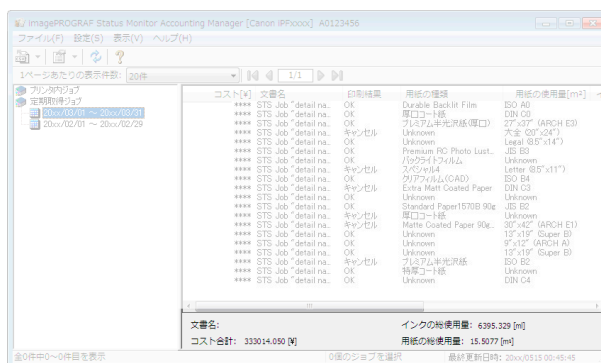 imagePROGRAF Status Monitor Accounting Manager [Canon iPFxxxx] A0123456
ファイル(F) 設定(S) 表示(V) ヘルプ(H)
1ページあたりの表示件数: 20件 1/1
プリンタ内ジョブ
定期取得ジョブ
20xx/03/01 ～ 20xx/03/31
20xx/02/01 ～ 20xx/02/29
コスト[¥] 文書名 印刷結果 用紙の種類 用紙の使用量[m²]
**** STS Job "detail na... OK Durable Backlit Film ISO A0
**** STS Job "detail na... OK 厚口コート紙 DIN C0
**** STS Job "detail na... OK プレミアム半光沢紙(厚口) 27"x37" (ARCH E3)
**** STS Job "detail na... キャンセル Unknown 大全 (20"x24")
**** STS Job "detail na... OK Unknown Legal (8.5"x14")
**** STS Job "detail na... OK Premium RC Photo Lust... JIS B3
**** STS Job "detail na... OK バックライトフィルム Unknown
**** STS Job "detail na... キャンセル スペシャル4 Letter (8.5"x11")
**** STS Job "detail na... OK クリアフィルム(CAD) ISO B4
**** STS Job "detail na... キャンセル Extra Matt Coated Paper DIN C3
**** STS Job "detail na... OK Unknown Unknown
**** STS Job "detail na... OK Standard Paper1570B 90g JIS B2
**** STS Job "detail na... キャンセル 厚口コート紙 Unknown
**** STS Job "detail na... キャンセル Matte Coated Paper 90g... 30"x42" (ARCH E1)
**** STS Job "detail na... OK Unknown 13"x19" (Super B)
**** STS Job "detail na... OK Unknown 9"x12" (ARCH A)
**** STS Job "detail na... OK Unknown 13"x19" (Super B)
**** STS Job "detail na... キャンセル プレミアム半光沢紙 ISO B2
**** STS Job "detail na... OK 特厚コート紙 Unknown
**** STS Job "detail na... OK Unknown DIN C4
文書名: インクの総使用量: 6395.329 [ml]
コスト合計: 333014.050 [¥] 用紙の総使用量: 15.5077 [m²]
全0件中0～0件目を表示 0個のジョブを選択 最終更新日時: 20xx/0515 00:45:45